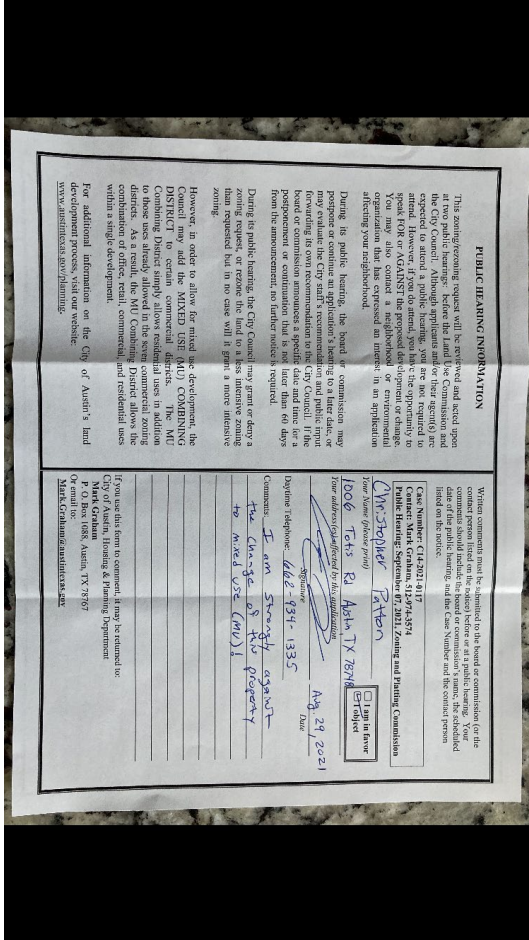 PUBLIC HEARING INFORMATION
This zoning/rezoning request will be reviewed and acted upon
at two public hearings: before the Land Use Commission and
the City Council. Although applicants and/or their agent(s) are
expected to attend a public hearing, you are not required to
attend. However, if you do attend, you have the opportunity to
speak FOR or AGAINST the proposed development or change.
You may also contact a neighborhood or environmental
organization that has expressed an interest in an application
affecting your neighborhood.
During its public hearing, the board or commission may
postpone or continue an application's hearing to a later date, or
may evaluate the City staff's recommendation and public input
forwarding its own recommendation to the City Council. If the
board or commission announces a specific date and time for a
postponement or continuation that is not later than 60 days
from the announcement, no further notice is required.
During its public hearing, the City Council may grant or deny a
zoning request, or rezone the land to a less intensive zoning
than requested but in no case will it grant a more intensive
zoning.
However, in order to allow for mixed use development, the
Council may add the MIXED USE (MU) COMBINING
DISTRICT to certain commercial districts. The MU
Combining District simply allows residential uses in addition
to those uses already allowed in the seven commercial zoning
districts. As a result, the MU Combining District allows the
combination of office, retail, commercial, and residential uses
within a single development.
For additional information on the City of Austin's land
development process, visit our website:
www.austintexas.gov/planning.
Written comments must be submitted to the board or commission (or the
contact person listed on the notice) before or at a public hearing. Your
comments should include the board or commission's name, the scheduled
date of the public hearing, and the Case Number and the contact person
listed on the notice.
Case Number: C14-2021-0117
Contact: Mark Graham, 512-974-3574
Public Hearing: September 07, 2021, Zoning and Platting Commission
Christopher Patton
Your Name (please print)
I am in favor
I object
1006 Rd Austin, TX 78748
Your address(es) affected by this application
Aug. 29, 2021
Signature
Date
Daytime Telephone: 662-934-1335
Comments: I am strongly against
the change of this property
to mixed use (MU)!
If you use this form to comment, it may be returned to:
City of Austin, Housing & Planning Department
Mark Graham
P. O. Box 1088, Austin, TX 78767
Or email to:
Mark.Graham@austintexas.gov